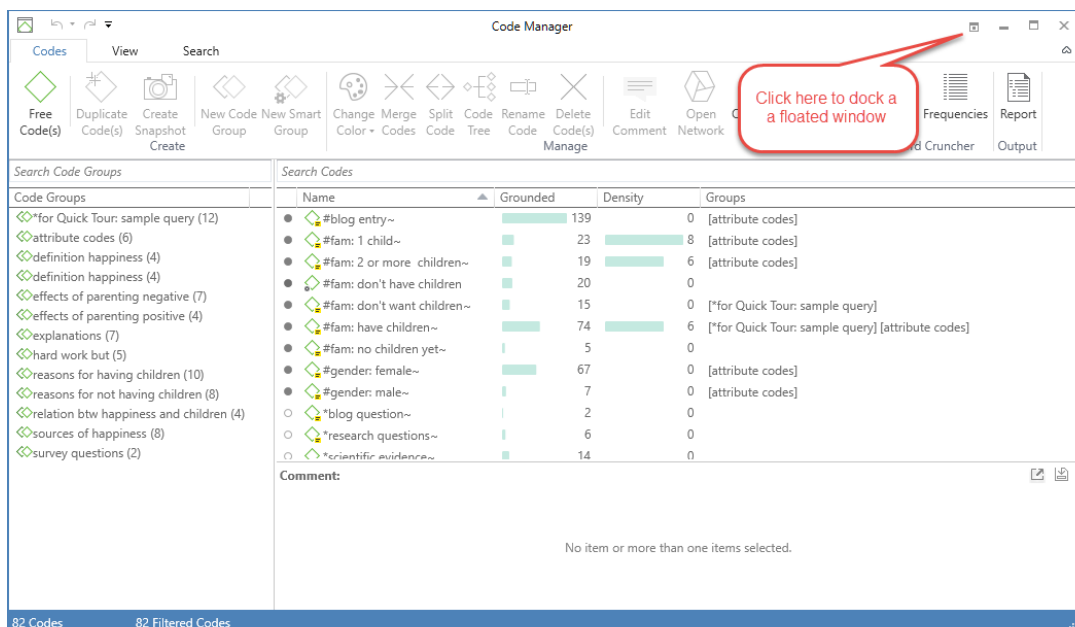 Code Manager
Codes View Search
Free Code(s)
Duplicate Code(s)
Create Snapshot
New Code Group
New Smart Group
Create
Change Color
Merge Codes
Split Code
Code Tree
Rename Code
Delete Code(s)
Edit Comment
Open Network
Manage
Click here to dock a
a floated window
Frequencies
Cruncher
Report
Output
Search Code Groups
Code Groups
*for Quick Tour: sample query (12)
attribute codes (6)
definition happiness (4)
definition happiness (4)
effects of parenting negative (7)
effects of parenting positive (4)
explanations (7)
hard work but (5)
reasons for having children (10)
reasons for not having children (8)
relation btw happiness and children (4)
sources of happiness (8)
survey questions (2)
Search Codes
Name Grounded Density Groups
#blog entry~ 139 0 [attribute codes]
#fam: 1 child~ 23 8 [attribute codes]
#fam: 2 or more children~ 19 6 [attribute codes]
#fam: don't have children 20 0
#fam: don't want children~ 15 0 [*for Quick Tour: sample query]
#fam: have children~ 74 6 [*for Quick Tour: sample query] [attribute codes]
#fam: no children yet~ 5 0
#gender: female~ 67 0 [attribute codes]
#gender: male~ 7 0 [attribute codes]
*blog question~ 2 0
*research questions~ 6 0
*scientific evidence~ 14 0
Comment:
No item or more than one items selected.
82 Codes 82 Filtered Codes